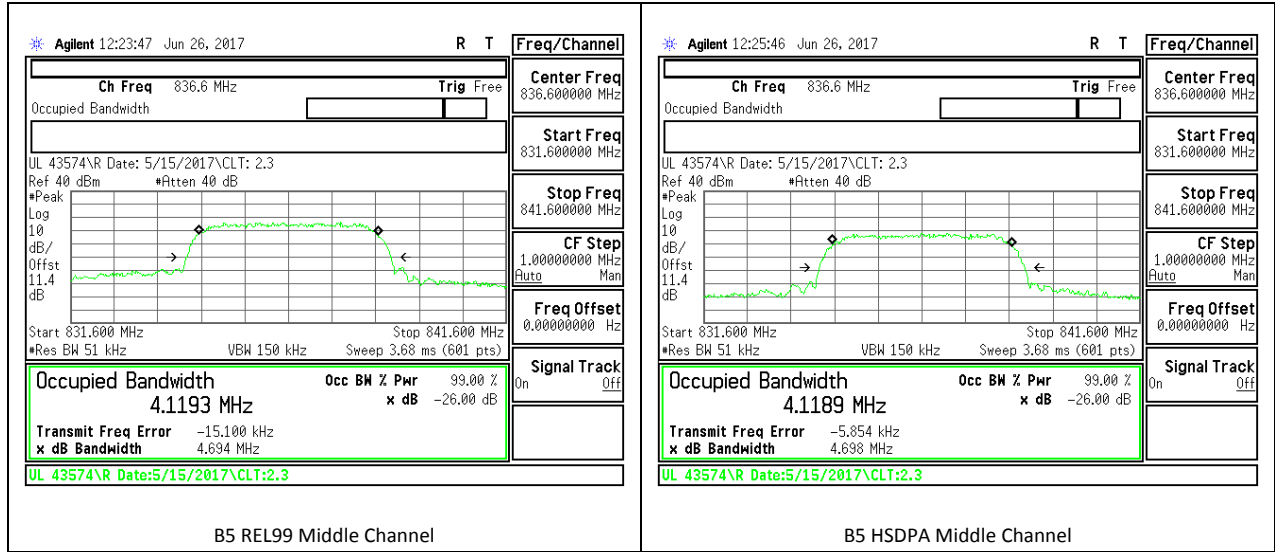 Agilent 12:23:47 Jun 26, 2017 R T
Freq/Channel
Ch Freq 836.6 MHz Trig Free
Occupied Bandwidth
Center Freq
836.600000 MHz
Start Freq
831.600000 MHz
UL 43574\R Date: 5/15/2017\CLT: 2.3
Ref 40 dBm #Atten 40 dB
#Peak
Log
10
dB/
Offst
11.4
dB
Stop Freq
841.600000 MHz
CF Step
1.00000000 MHz
Auto Man
Freq Offset
0.00000000 Hz
Start 831.600 MHz Stop 841.600 MHz
#Res BW 51 kHz VBW 150 kHz Sweep 3.68 ms (601 pts)
Signal Track
On Off
Occupied Bandwidth Occ BW % Pwr 99.00 %
4.1193 MHz x dB -26.00 dB
Transmit Freq Error -15.100 kHz
x dB Bandwidth 4.694 MHz
UL 43574\R Date:5/15/2017\CLT:2.3
B5 REL99 Middle Channel
Agilent 12:25:46 Jun 26, 2017 R T
Freq/Channel
Ch Freq 836.6 MHz Trig Free
Occupied Bandwidth
Center Freq
836.600000 MHz
Start Freq
831.600000 MHz
UL 43574\R Date: 5/15/2017\CLT: 2.3
Ref 40 dBm #Atten 40 dB
#Peak
Log
10
dB/
Offst
11.4
dB
Stop Freq
841.600000 MHz
CF Step
1.00000000 MHz
Auto Man
Freq Offset
0.00000000 Hz
Start 831.600 MHz Stop 841.600 MHz
#Res BW 51 kHz VBW 150 kHz Sweep 3.68 ms (601 pts)
Signal Track
On Off
Occupied Bandwidth Occ BW % Pwr 99.00 %
4.1189 MHz x dB -26.00 dB
Transmit Freq Error -5.854 kHz
x dB Bandwidth 4.698 MHz
UL 43574\R Date:5/15/2017\CLT:2.3
B5 HSDPA Middle Channel